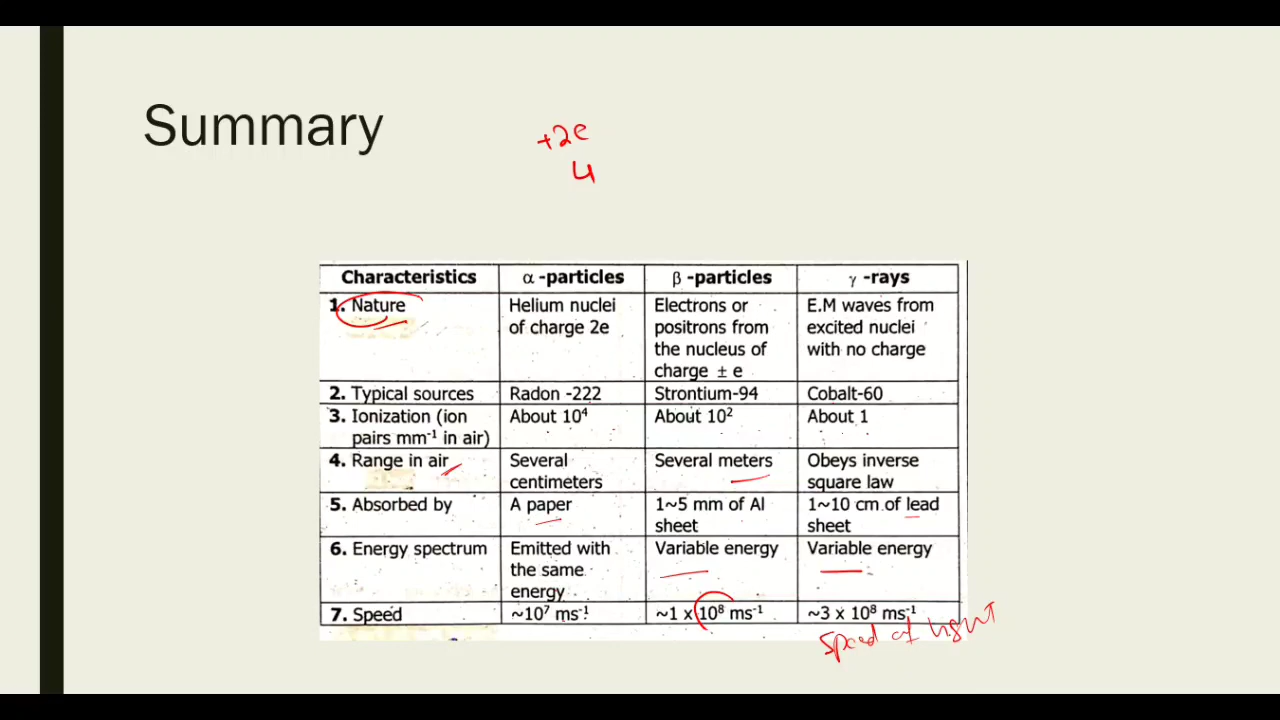 Summary
+2e
4
Characteristics α -particles β -particles γ -rays
1. Nature Helium nuclei Electrons or E.M waves from
of charge 2e positrons from excited nuclei
the nucleus of with no charge
charge ± e
2. Typical sources Radon -222 Strontium-94 Cobalt-60
3. Ionization (ion About 10⁴ About 10² About 1
pairs mm⁻¹ in air)
4. Range in air Several Several meters Obeys inverse
centimeters square law
5. Absorbed by A paper 1~5 mm of Al 1~10 cm of lead
sheet sheet
6. Energy spectrum Emitted with Variable energy Variable energy
the same
energy
7. Speed ~10⁷ ms⁻¹ ~1 x 10⁸ ms⁻¹ ~3 x 10⁸ ms⁻¹
Speed of light